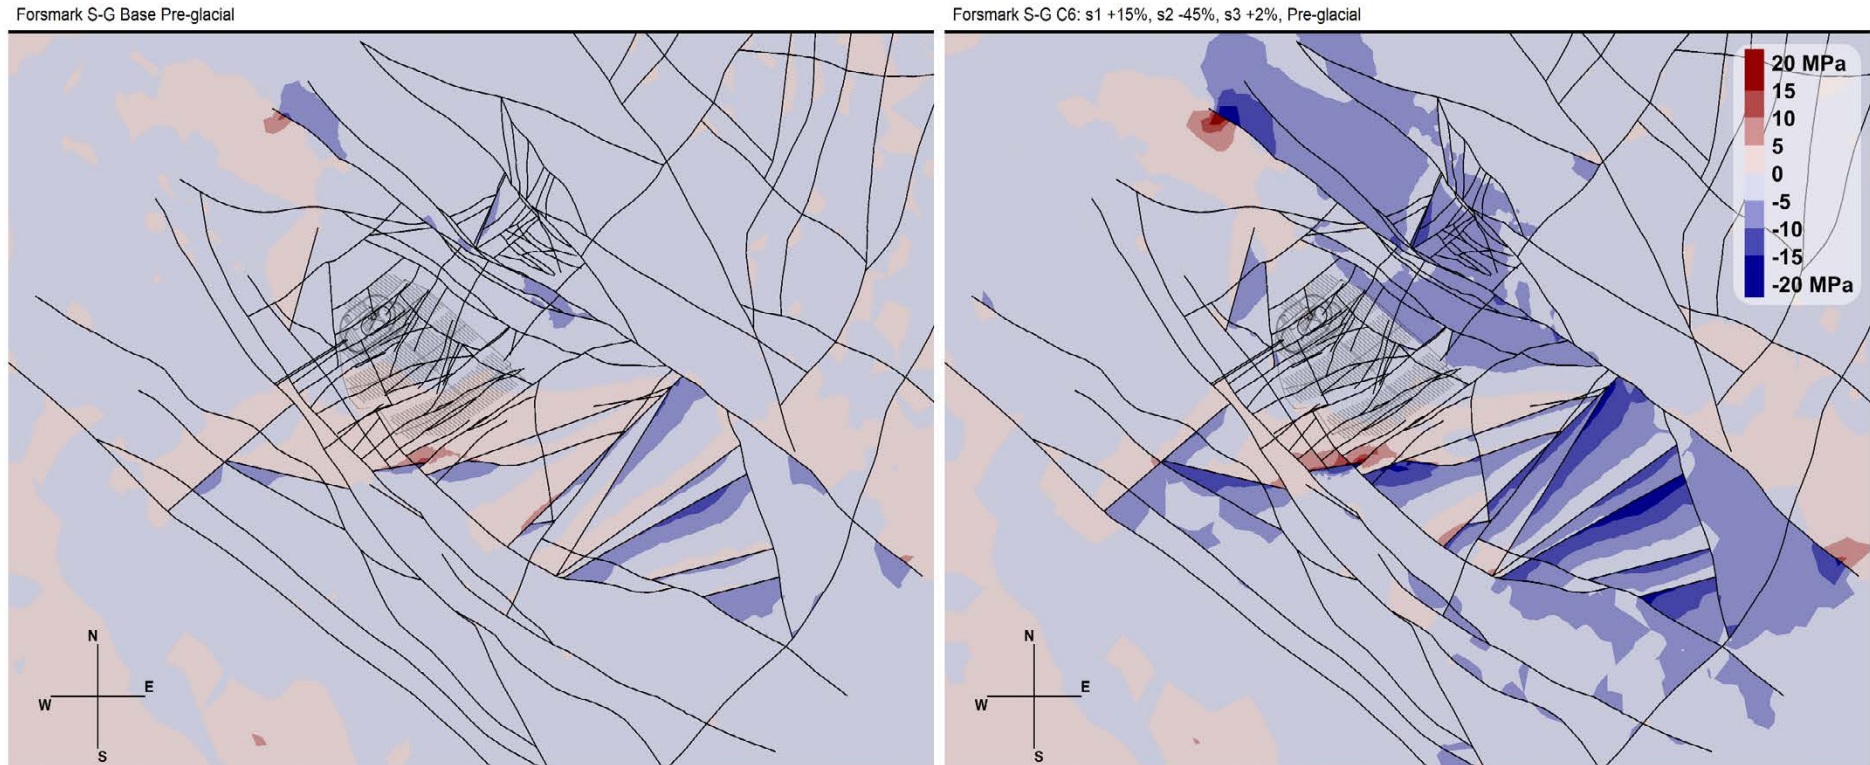 Forsmark S-G Base Pre-glacial
Forsmark S-G C6: s1 +15%, s2 -45%, s3 +2%, Pre-glacial
20 MPa
15
10
5
0
-5
-10
-15
-20 MPa
N
W
E
S
N
W
E
S